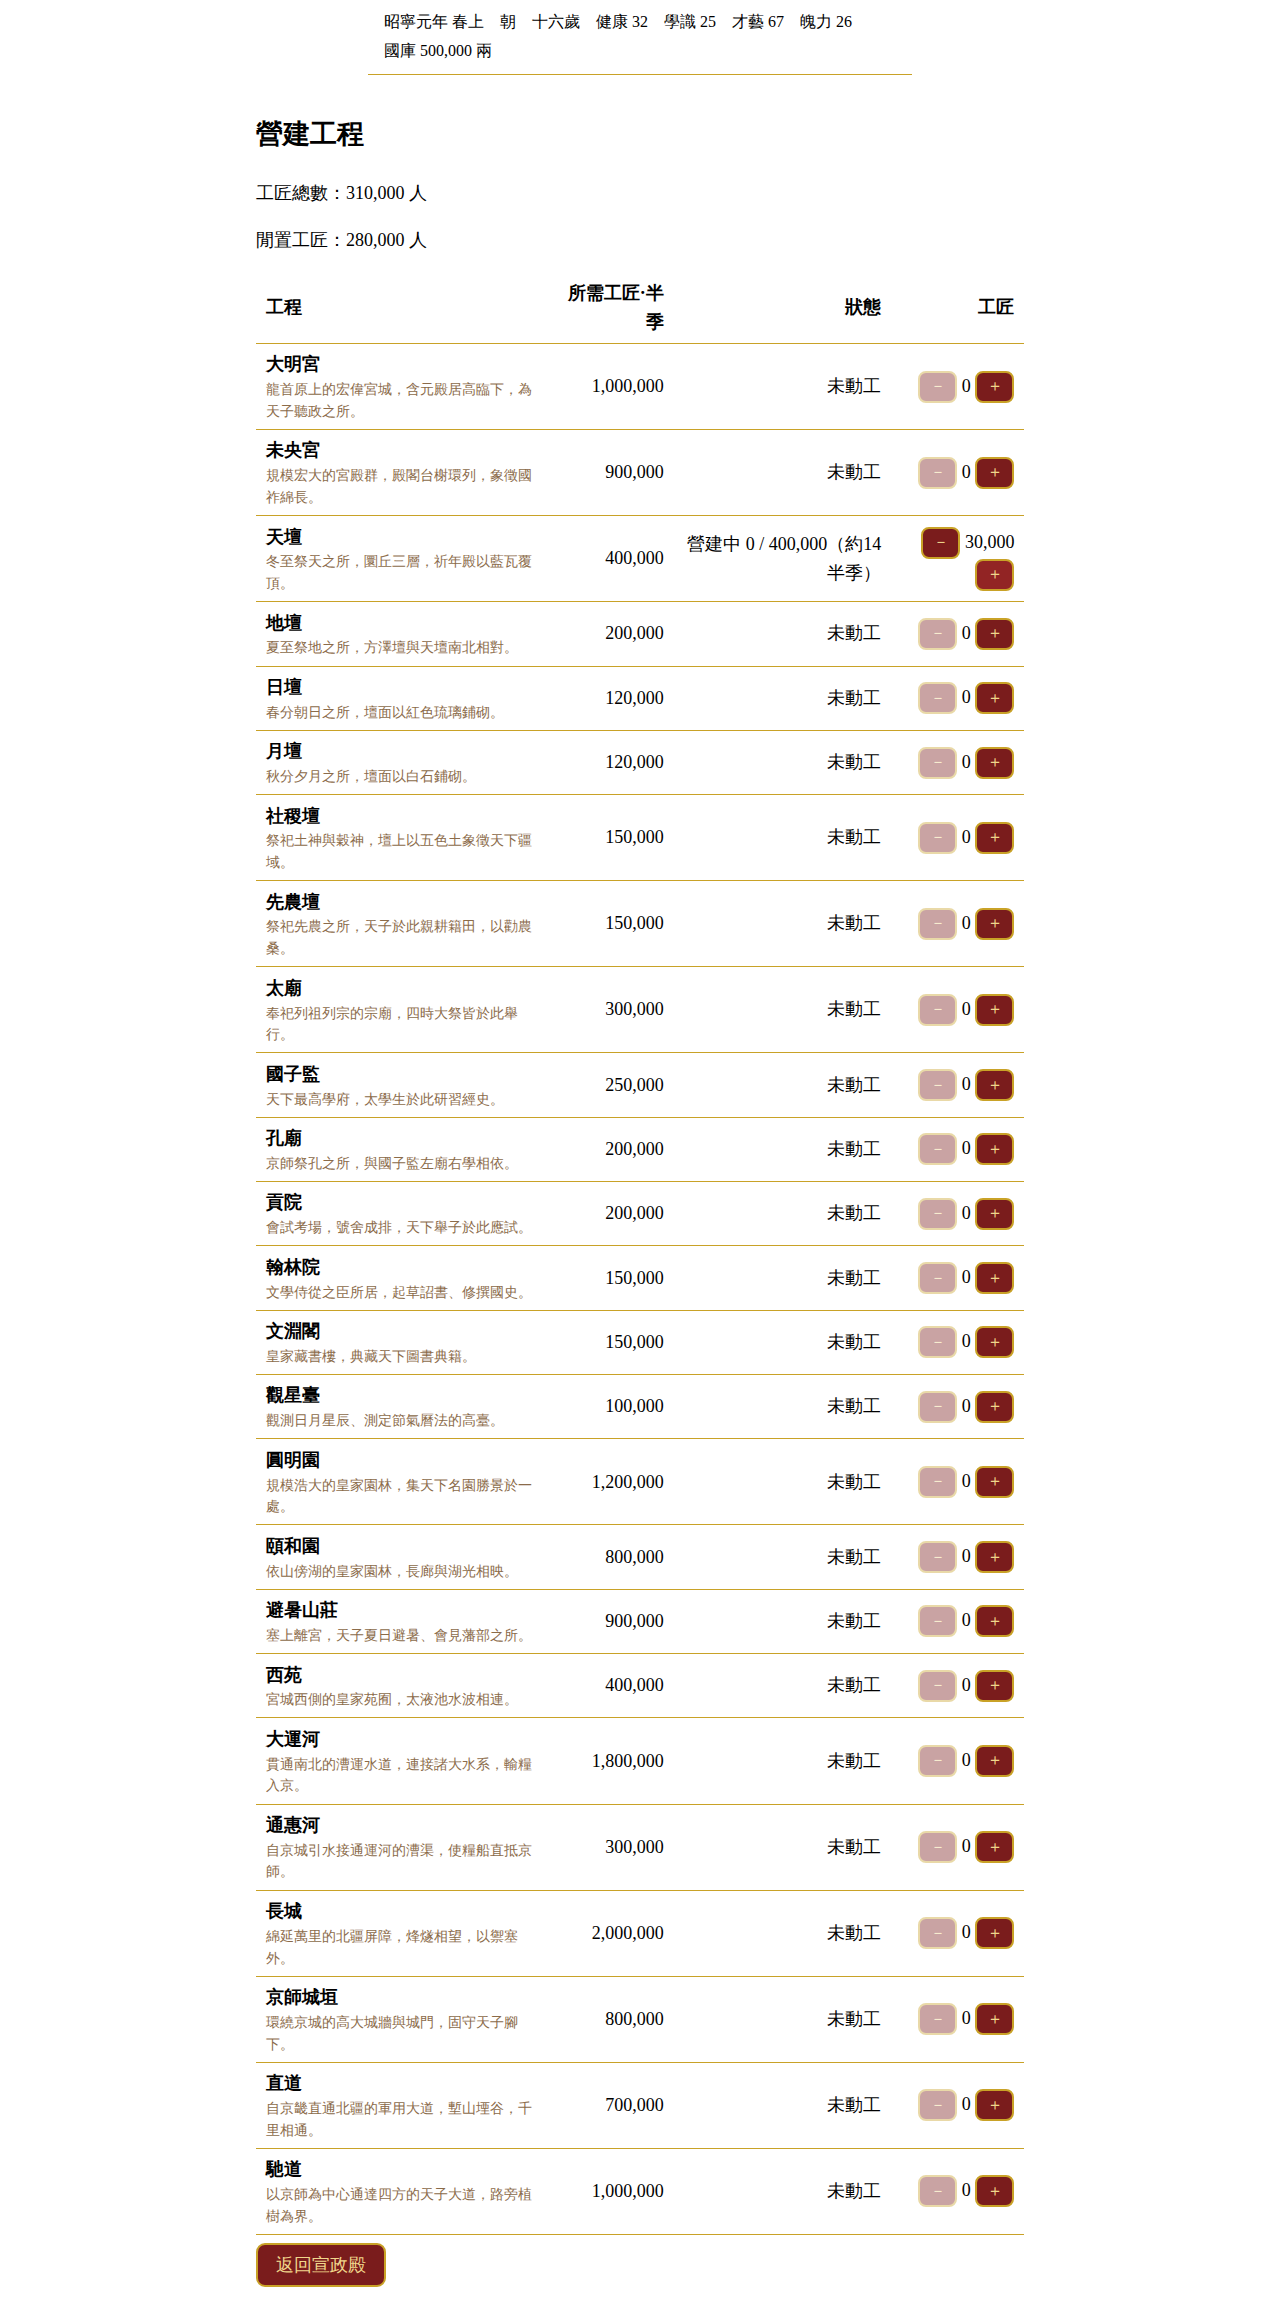 昭寧元年 春上　朝　十六歲　健康 32　學識 25　才藝 67　魄力 26
國庫 500,000 兩
營建工程
工匠總數：310,000 人
閒置工匠：280,000 人
工程 所需工匠·半季 狀態 工匠
大明宮
龍首原上的宏偉宮城，含元殿居高臨下，為
天子聽政之所。
1,000,000 未動工 － 0 ＋
未央宮
規模宏大的宮殿群，殿閣台榭環列，象徵國
祚綿長。
900,000 未動工 － 0 ＋
天壇
冬至祭天之所，圜丘三層，祈年殿以藍瓦覆
頂。
400,000 營建中 0 / 400,000（約14
半季） － 30,000
＋
地壇
夏至祭地之所，方澤壇與天壇南北相對。
200,000 未動工 － 0 ＋
日壇
春分朝日之所，壇面以紅色琉璃鋪砌。
120,000 未動工 － 0 ＋
月壇
秋分夕月之所，壇面以白石鋪砌。
120,000 未動工 － 0 ＋
社稷壇
祭祀土神與穀神，壇上以五色土象徵天下疆
域。
150,000 未動工 － 0 ＋
先農壇
祭祀先農之所，天子於此親耕籍田，以勸農
桑。
150,000 未動工 － 0 ＋
太廟
奉祀列祖列宗的宗廟，四時大祭皆於此舉
行。
300,000 未動工 － 0 ＋
國子監
天下最高學府，太學生於此研習經史。
250,000 未動工 － 0 ＋
孔廟
京師祭孔之所，與國子監左廟右學相依。
200,000 未動工 － 0 ＋
貢院
會試考場，號舍成排，天下舉子於此應試。
200,000 未動工 － 0 ＋
翰林院
文學侍從之臣所居，起草詔書、修撰國史。
150,000 未動工 － 0 ＋
文淵閣
皇家藏書樓，典藏天下圖書典籍。
150,000 未動工 － 0 ＋
觀星臺
觀測日月星辰、測定節氣曆法的高臺。
100,000 未動工 － 0 ＋
圓明園
規模浩大的皇家園林，集天下名園勝景於一
處。
1,200,000 未動工 － 0 ＋
頤和園
依山傍湖的皇家園林，長廊與湖光相映。
800,000 未動工 － 0 ＋
避暑山莊
塞上離宮，天子夏日避暑、會見藩部之所。
900,000 未動工 － 0 ＋
西苑
宮城西側的皇家苑囿，太液池水波相連。
400,000 未動工 － 0 ＋
大運河
貫通南北的漕運水道，連接諸大水系，輸糧
入京。
1,800,000 未動工 － 0 ＋
通惠河
自京城引水接通運河的漕渠，使糧船直抵京
師。
300,000 未動工 － 0 ＋
長城
綿延萬里的北疆屏障，烽燧相望，以禦塞
外。
2,000,000 未動工 － 0 ＋
京師城垣
環繞京城的高大城牆與城門，固守天子腳
下。
800,000 未動工 － 0 ＋
直道
自京畿直通北疆的軍用大道，塹山堙谷，千
里相通。
700,000 未動工 － 0 ＋
馳道
以京師為中心通達四方的天子大道，路旁植
樹為界。
1,000,000 未動工 － 0 ＋
返回宣政殿